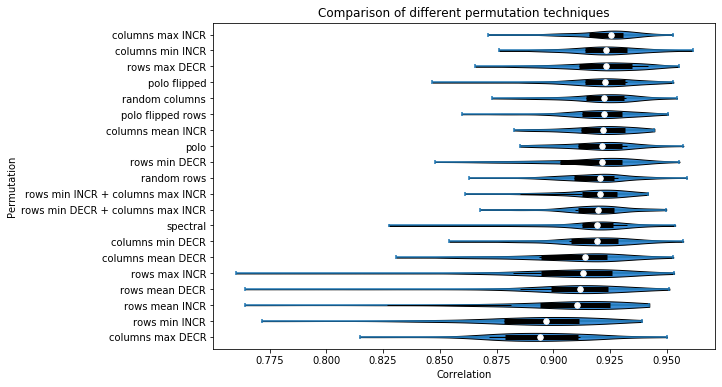 Comparison of different permutation techniques
Permutation
columns max INCR
columns min INCR
rows max DECR
polo flipped
random columns
polo flipped rows
columns mean INCR
polo
rows min DECR
random rows
rows min INCR + columns max INCR
rows min DECR + columns max INCR
spectral
columns min DECR
columns mean DECR
rows max INCR
rows mean DECR
rows mean INCR
rows min INCR
columns max DECR
0.775 0.800 0.825 0.850 0.875 0.900 0.925 0.950
Correlation